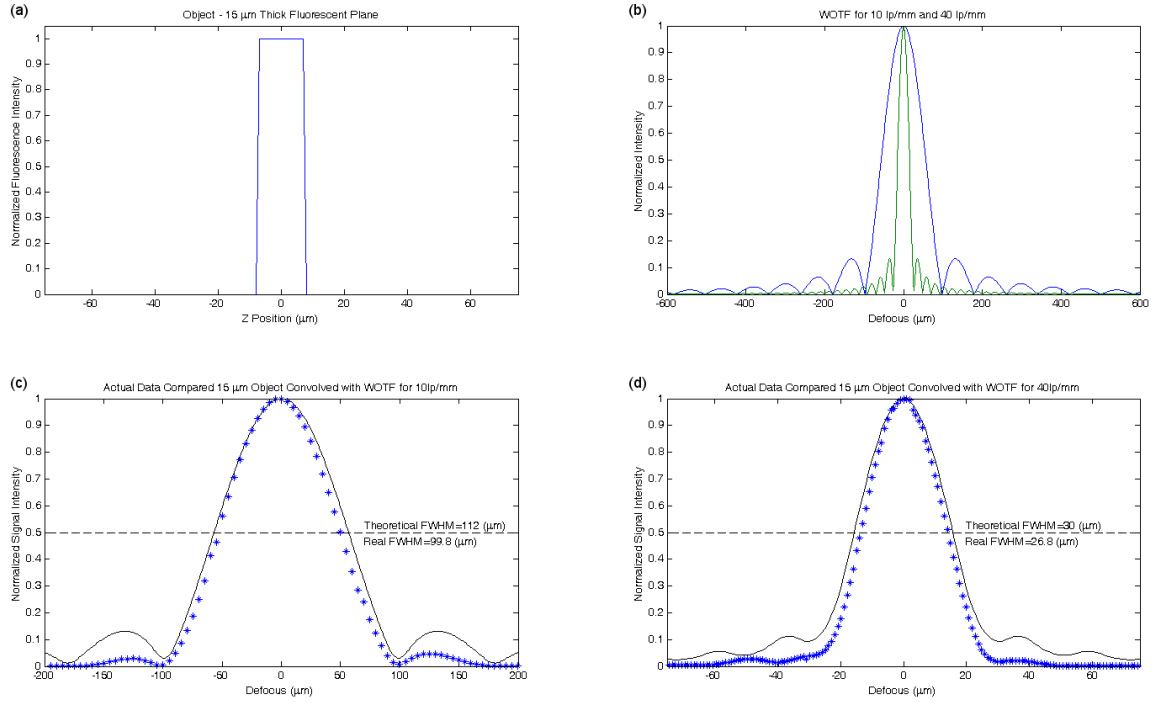 (a)
Object - 15 µm Thick Fluorescent Plane
Normalized Fluorescence Intensity
1
0.9
0.8
0.7
0.6
0.5
0.4
0.3
0.2
0.1
0
-60 -40 -20 0 20 40 60
Z Position (µm)
(b)
WOTF for 10 lp/mm and 40 lp/mm
Normalized Intensity
1
0.9
0.8
0.7
0.6
0.5
0.4
0.3
0.2
0.1
0
-600 -400 -200 0 200 400 600
Defocus (µm)
(c)
Actual Data Compared 15 µm Object Convolved with WOTF for 10lp/mm
Normalized Signal Intensity
1
0.9
0.8
0.7
0.6
0.5
0.4
0.3
0.2
0.1
0
Theoretical FWHM=112 (µm)
Real FWHM=99.8 (µm)
-200 -150 -100 -50 0 50 100 150 200
Defocus (µm)
(d)
Actual Data Compared 15 µm Object Convolved with WOTF for 40lp/mm
Normalized Signal Intensity
1
0.9
0.8
0.7
0.6
0.5
0.4
0.3
0.2
0.1
0
Theoretical FWHM=30 (µm)
Real FWHM=26.8 (µm)
-60 -40 -20 0 20 40 60
Defocus (µm)